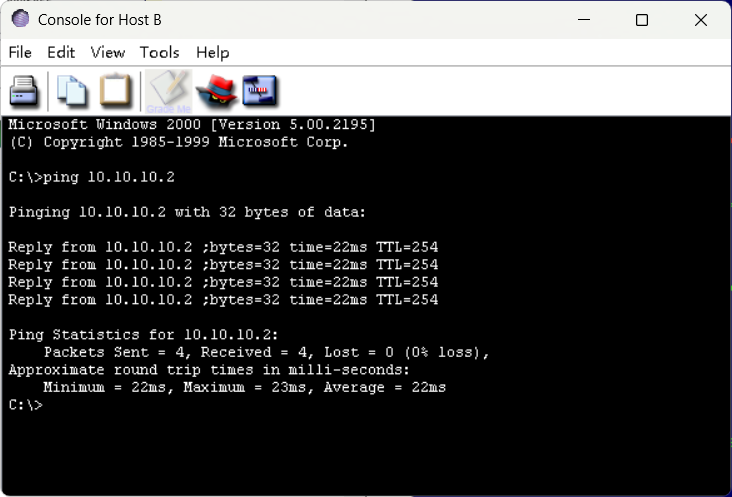 Console for Host B
File Edit View Tools Help
Grade Me
Microsoft Windows 2000 [Version 5.00.2195]
(C) Copyright 1985-1999 Microsoft Corp.
C:\>ping 10.10.10.2
Pinging 10.10.10.2 with 32 bytes of data:
Reply from 10.10.10.2 ;bytes=32 time=22ms TTL=254
Reply from 10.10.10.2 ;bytes=32 time=22ms TTL=254
Reply from 10.10.10.2 ;bytes=32 time=22ms TTL=254
Reply from 10.10.10.2 ;bytes=32 time=22ms TTL=254
Ping Statistics for 10.10.10.2:
    Packets Sent = 4, Received = 4, Lost = 0 (0% loss),
Approximate round trip times in milli-seconds:
    Minimum = 22ms, Maximum = 23ms, Average = 22ms
C:\>